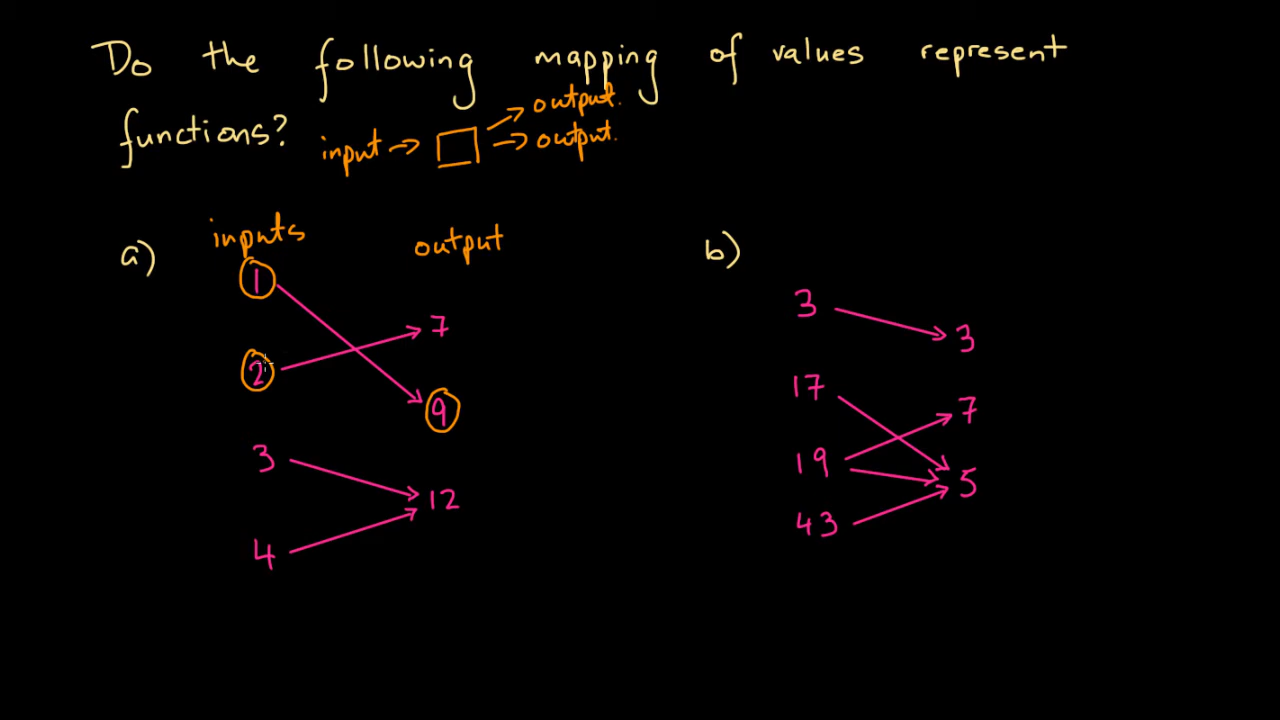 Do the following mapping of values represent
functions?
input → □ → output.
→ output.
a)
inputs
output
1
7
2
9
3
12
4
b)
3
3
17
7
19
5
43